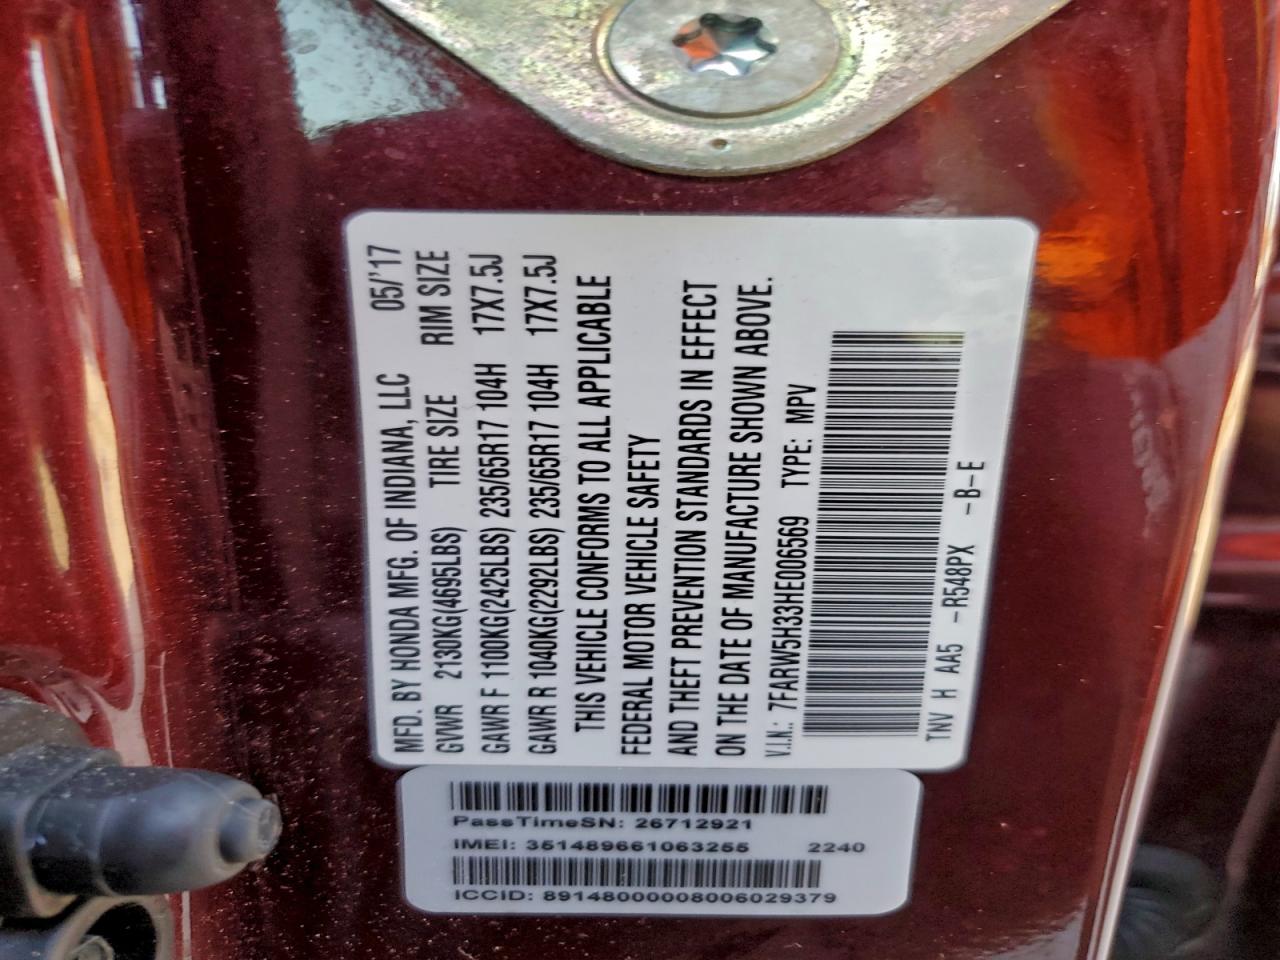 MFD. BY HONDA MFG. OF INDIANA, LLC 05/'17
GVWR 2130KG(4695LBS) TIRE SIZE RIM SIZE
GAWR F 1100KG(2425LBS) 235/65R17 104H 17X7.5J
GAWR R 1040KG(2292LBS) 235/65R17 104H 17X7.5J
THIS VEHICLE CONFORMS TO ALL APPLICABLE
FEDERAL MOTOR VEHICLE SAFETY
AND THEFT PREVENTION STANDARDS IN EFFECT
ON THE DATE OF MANUFACTURE SHOWN ABOVE.
V.I.N.: 7FARW5H33HE006569 TYPE: MPV
TNV H AA5 -R548PX -B-E
PassTimeSN: 26712921
IMEI: 351489661063255 2240
iCCiD: 89148000008006029379